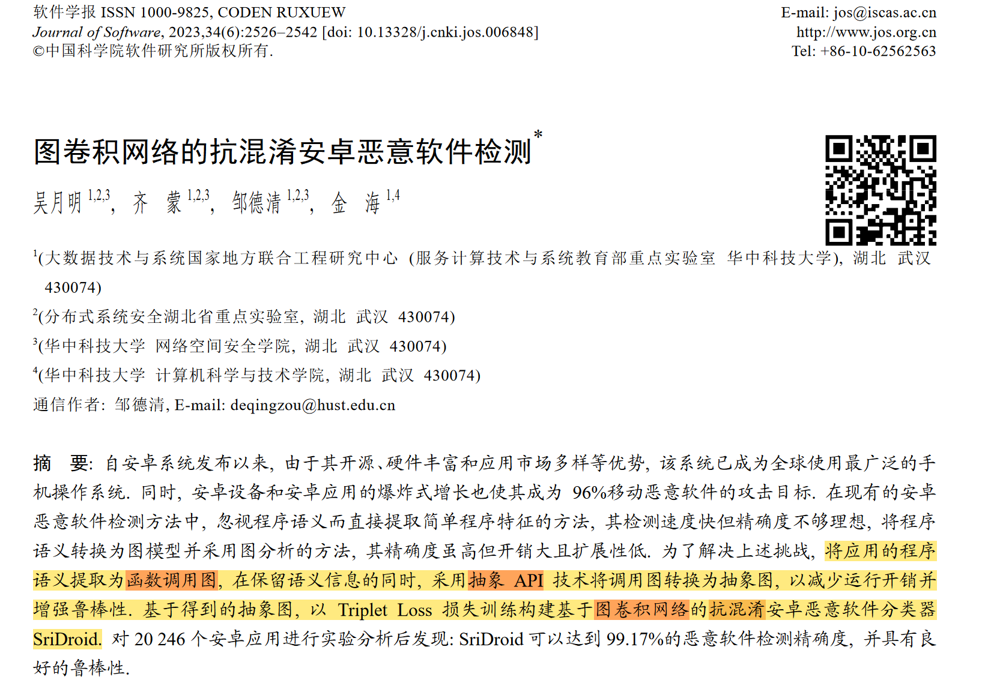 软件学报 ISSN 1000-9825, CODEN RUXUEW
E-mail: jos@iscas.ac.cn
Journal of Software, 2023,34(6):2526–2542 [doi: 10.13328/j.cnki.jos.006848]
http://www.jos.org.cn
©中国科学院软件研究所版权所有.
Tel: +86-10-62562563
图卷积网络的抗混淆安卓恶意软件检测*
吴月明 1,2,3, 齐 蒙 1,2,3, 邹德清 1,2,3, 金 海 1,4
1(大数据技术与系统国家地方联合工程研究中心 (服务计算技术与系统教育部重点实验室 华中科技大学), 湖北 武汉
430074)
2(分布式系统安全湖北省重点实验室, 湖北 武汉 430074)
3(华中科技大学 网络空间安全学院, 湖北 武汉 430074)
4(华中科技大学 计算机科学与技术学院, 湖北 武汉 430074)
通信作者: 邹德清, E-mail: deqingzou@hust.edu.cn
摘 要: 自安卓系统发布以来, 由于其开源、硬件丰富和应用市场多样等优势, 该系统已成为全球使用最广泛的手
机操作系统. 同时, 安卓设备和安卓应用的爆炸式增长也使其成为 96%移动恶意软件的攻击目标. 在现有的安卓
恶意软件检测方法中, 忽视程序语义而直接提取简单程序特征的方法, 其检测速度快但精确度不够理想, 将程序
语义转换为图模型并采用图分析的方法, 其精确度虽高但开销大且扩展性低. 为了解决上述挑战, 将应用的程序
语义提取为函数调用图, 在保留语义信息的同时, 采用抽象 API 技术将调用图转换为抽象图, 以减少运行开销并
增强鲁棒性. 基于得到的抽象图, 以 Triplet Loss 损失训练构建基于图卷积网络的抗混淆安卓恶意软件分类器
SriDroid. 对 20 246 个安卓应用进行实验分析后发现: SriDroid 可以达到 99.17%的恶意软件检测精确度, 并具有良
好的鲁棒性.